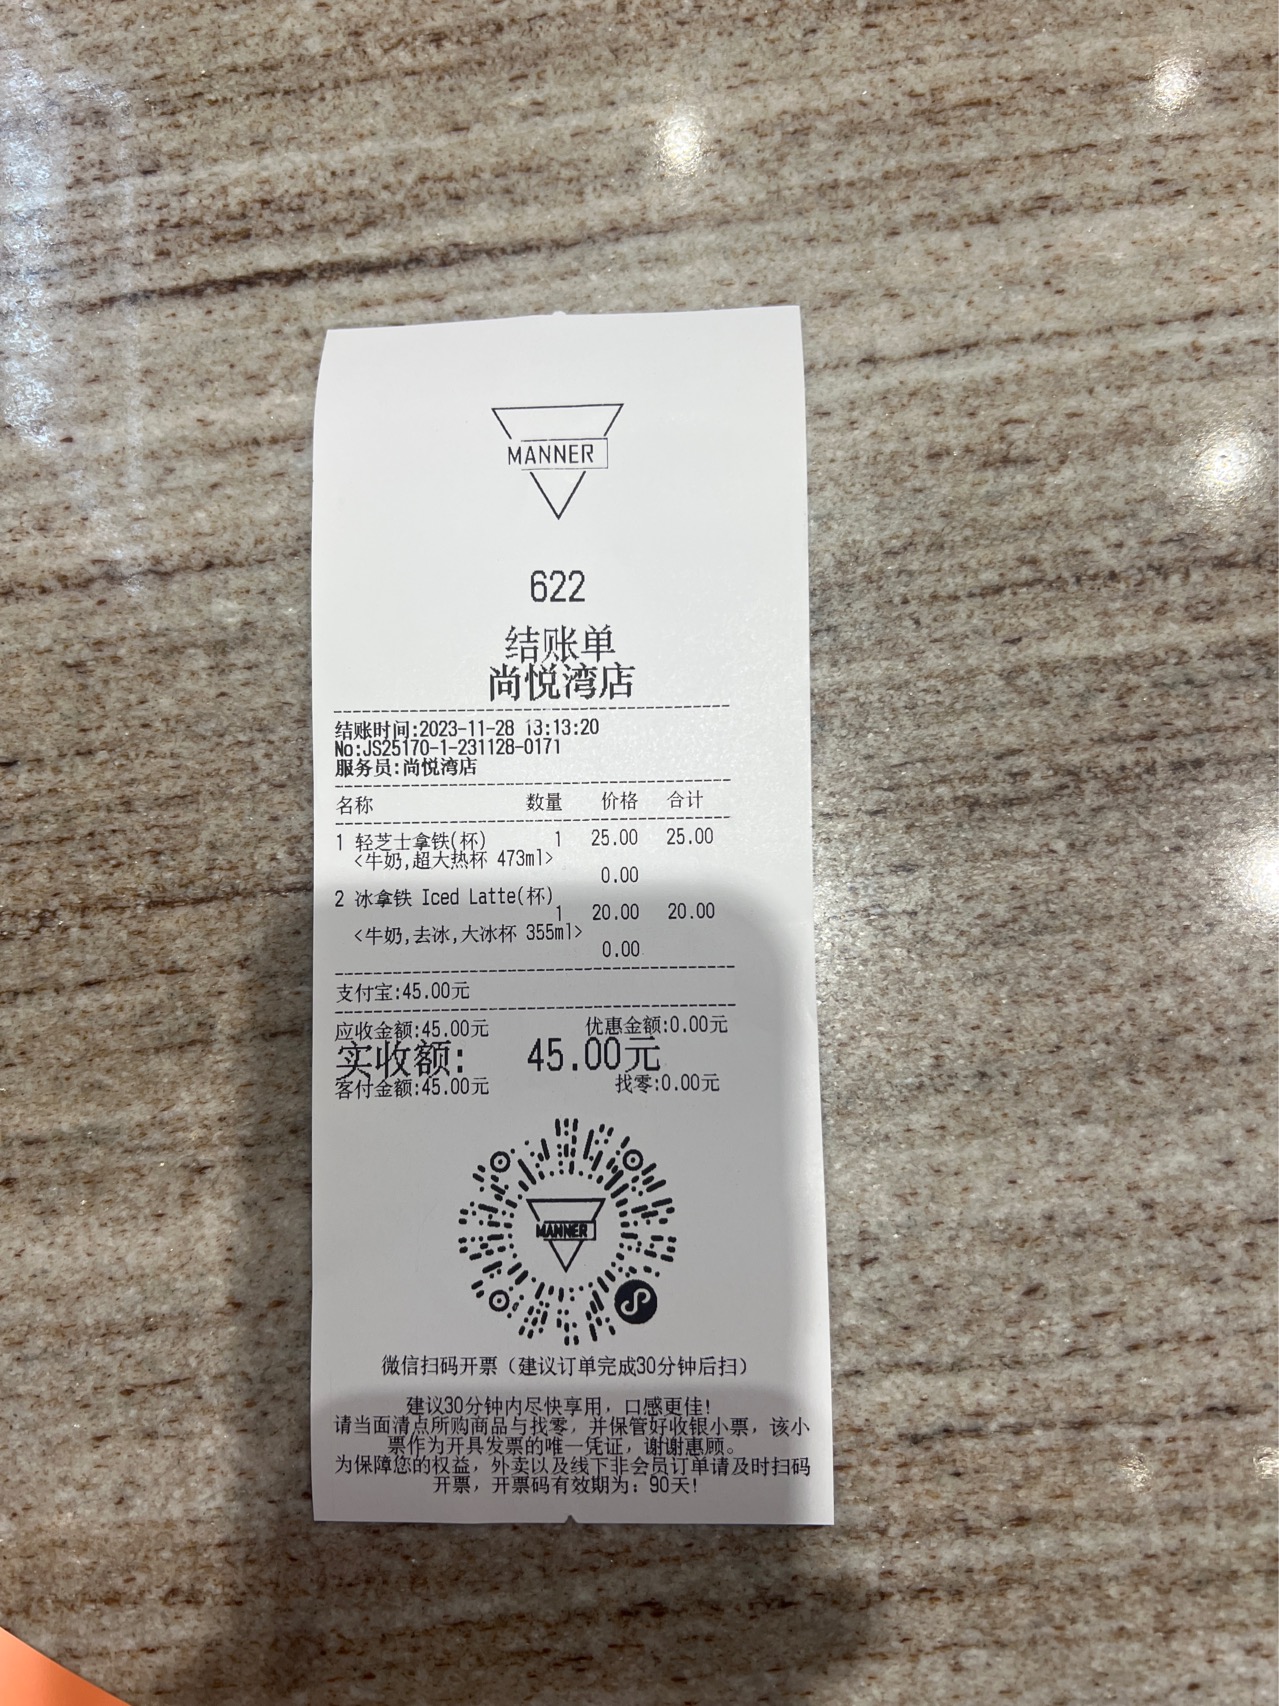 MANNER
622
结账单
尚悦湾店
结账时间:2023-11-28 13:13:20
No:JS25170-1-231128-0171
服务员:尚悦湾店
名称 数量 价格 合计
1 轻芝士拿铁(杯) 1 25.00 25.00
<牛奶,超大热杯 473ml>
0.00
2 冰拿铁 Iced Latte(杯)
1 20.00 20.00
<牛奶,去冰,大冰杯 355ml>
0.00
支付宝:45.00元
应收金额:45.00元 优惠金额:0.00元
实收额: 45.00元
客付金额:45.00元 找零:0.00元
MANNER
微信扫码开票（建议订单完成30分钟后扫）
建议30分钟内尽快享用，口感更佳!
请当面清点所购商品与找零，并保管好收银小票，该小
票作为开具发票的唯一凭证，谢谢惠顾。
为保障您的权益，外卖以及线下非会员订单请及时扫码
开票，开票码有效期为：90天!